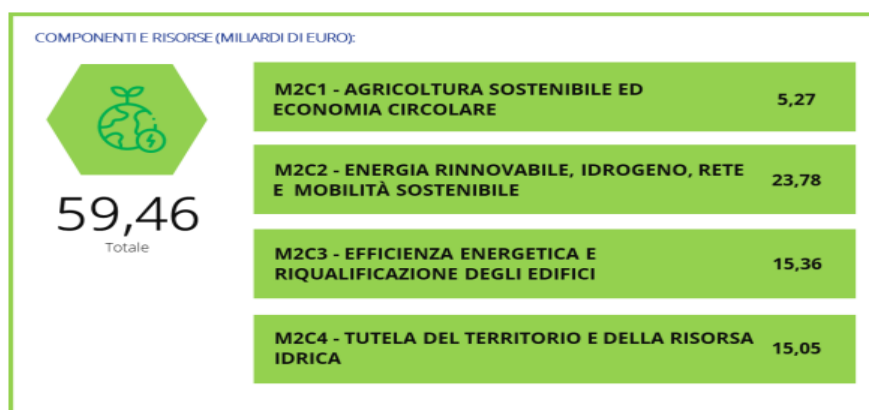 COMPONENTI E RISORSE (MILIARDI DI EURO):
59,46
Totale
M2C1 - AGRICOLTURA SOSTENIBILE ED
ECONOMIA CIRCOLARE
5,27
M2C2 - ENERGIA RINNOVABILE, IDROGENO, RETE
E MOBILITÀ SOSTENIBILE
23,78
M2C3 - EFFICIENZA ENERGETICA E
RIQUALIFICAZIONE DEGLI EDIFICI
15,36
M2C4 - TUTELA DEL TERRITORIO E DELLA RISORSA
IDRICA
15,05